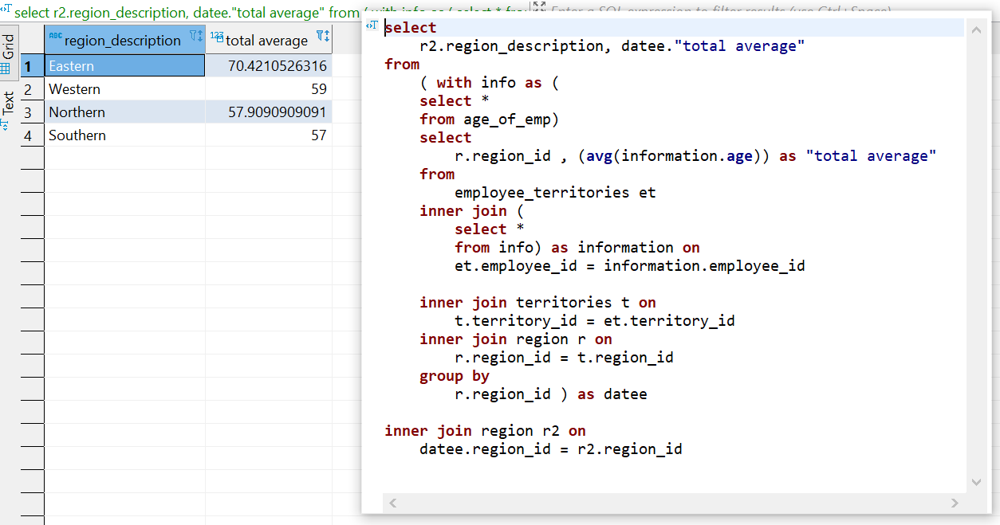 select r2.region_description, datee."total average" from ( with info as ( select * fro
Enter a SQL expression to filter results (use Ctrl+Space)
Grid
Text
ABC region_description
123 total average
1 Eastern 70.4210526316
2 Western 59
3 Northern 57.9090909091
4 Southern 57
select
r2.region_description, datee."total average"
from
( with info as (
select *
from age_of_emp)
select
r.region_id , (avg(information.age)) as "total average"
from
employee_territories et
inner join (
select *
from info) as information on
et.employee_id = information.employee_id
inner join territories t on
t.territory_id = et.territory_id
inner join region r on
r.region_id = t.region_id
group by
r.region_id ) as datee
inner join region r2 on
datee.region_id = r2.region_id